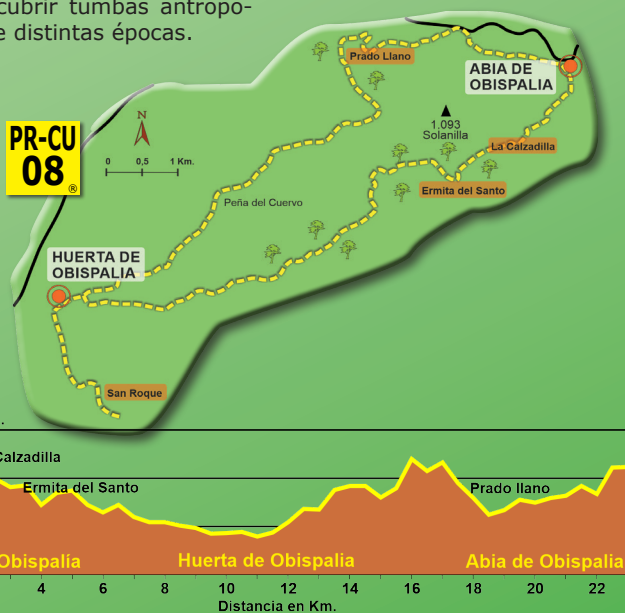 cubrir tumbas antropo-
e distintas épocas.
Prado Llano
ABIA DE
OBISPALIA
1.093
Solanilla
La Calzadilla
Ermita del Santo
PR-CU
08
®
N
0 0,5 1 Km.
Peña del Cuervo
HUERTA DE
OBISPALIA
San Roque
Calzadilla
Ermita del Santo
Prado llano
Obispalía
Huerta de Obispalia
Abia de Obispalia
4 6 8 10 12 14 16 18 20 22
Distancia en Km.